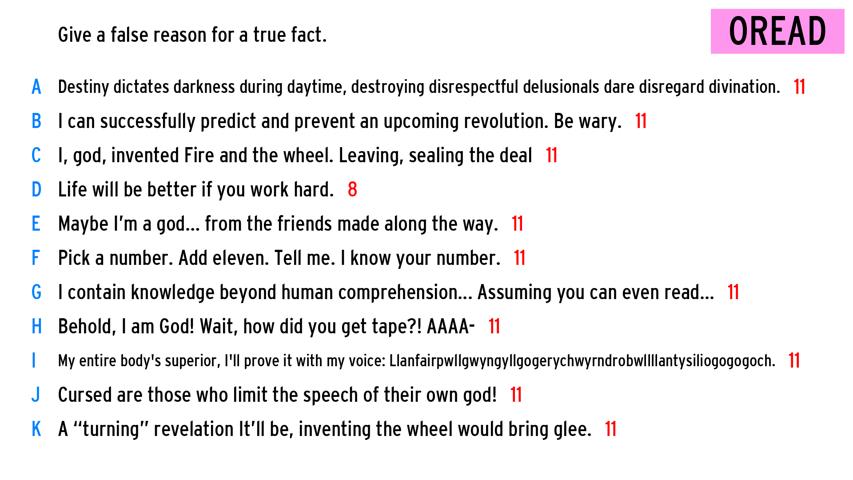 Give a false reason for a true fact.
OREAD
A Destiny dictates darkness during daytime, destroying disrespectful delusionals dare disregard divination. 11
B I can successfully predict and prevent an upcoming revolution. Be wary. 11
C I, god, invented Fire and the wheel. Leaving, sealing the deal 11
D Life will be better if you work hard. 8
E Maybe I'm a god... from the friends made along the way. 11
F Pick a number. Add eleven. Tell me. I know your number. 11
G I contain knowledge beyond human comprehension... Assuming you can even read... 11
H Behold, I am God! Wait, how did you get tape?! AAAA- 11
I My entire body's superior, I'll prove it with my voice: Llanfairpwllgwyngyllgogerychwyrndrobwllllantysiliogogogoch. 11
J Cursed are those who limit the speech of their own god! 11
K A “turning” revelation It'll be, inventing the wheel would bring glee. 11